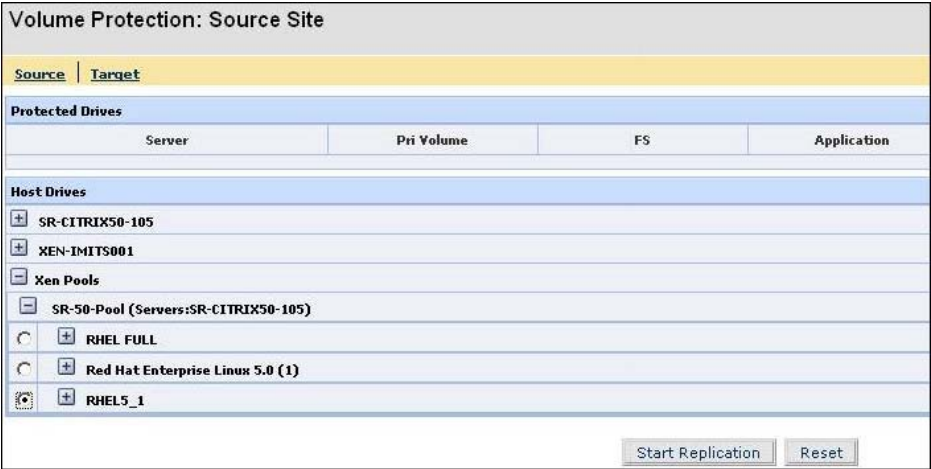 Volume Protection: Source Site
Source | Target
Protected Drives
Server Pri Volume FS Application
Host Drives
SR-CITRIX50-105
XEN-IMITS001
Xen Pools
SR-50-Pool (Servers:SR-CITRIX50-105)
RHEL FULL
Red Hat Enterprise Linux 5.0 (1)
RHEL5_1
Start Replication Reset